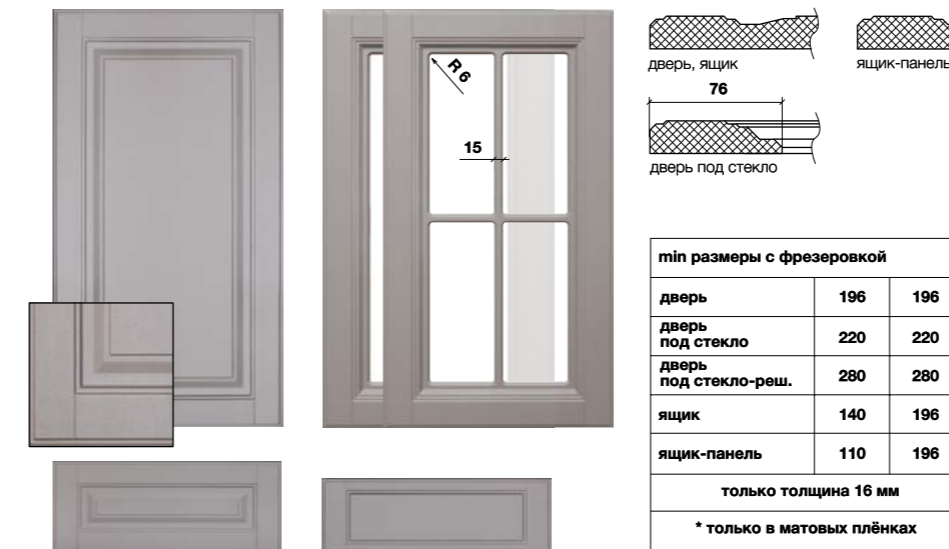 R 6
15
дверь, ящик
ящик-панель
76
дверь под стекло
min размеры с фрезеровкой
дверь 196 196
дверь
под стекло 220 220
дверь
под стекло-реш. 280 280
ящик 140 196
ящик-панель 110 196
только толщина 16 мм
* только в матовых плёнках